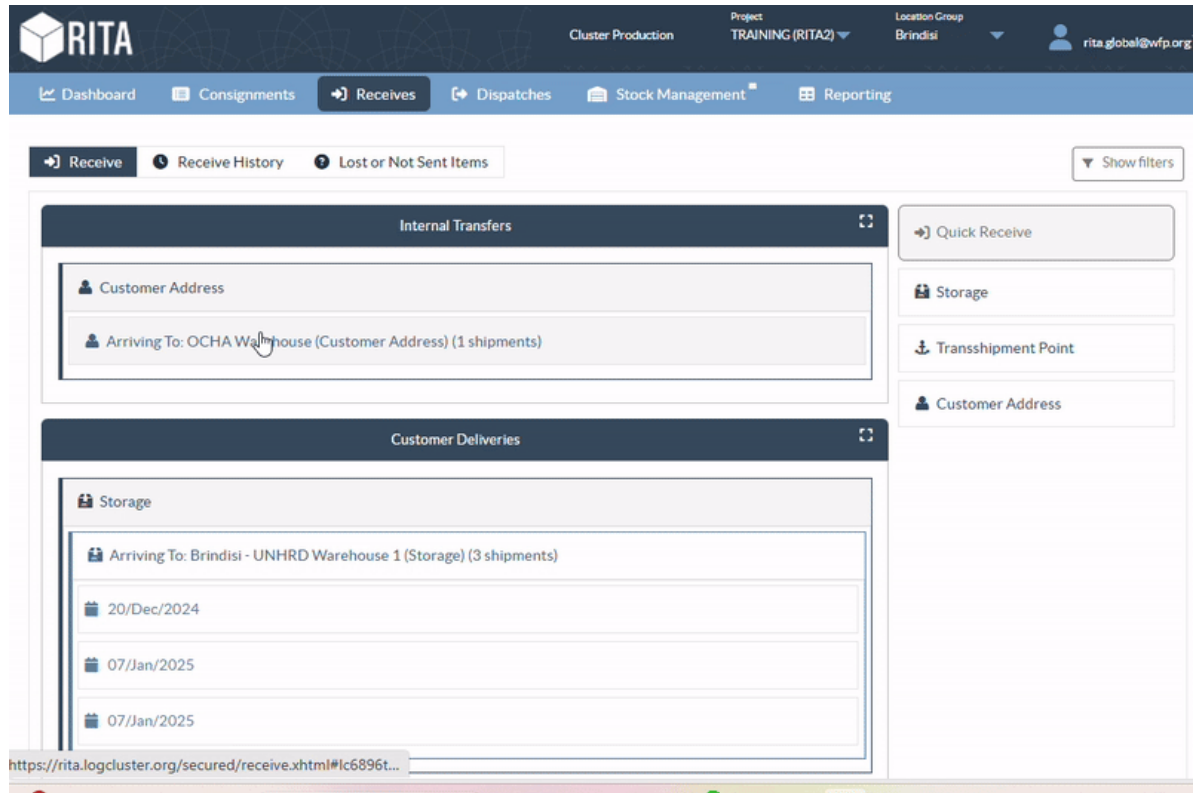 RITA
Cluster Production
Project
TRAINING (RITA2)
Location Group
Brindisi
rita.global@wfp.org
Dashboard
Consignments
Receives
Dispatches
Stock Management
Reporting
Receive
Receive History
Lost or Not Sent Items
Show filters
Internal Transfers
Customer Address
Arriving To: OCHA Warehouse (Customer Address) (1 shipments)
Quick Receive
Storage
Transshipment Point
Customer Address
Customer Deliveries
Storage
Arriving To: Brindisi - UNHRD Warehouse 1 (Storage) (3 shipments)
20/Dec/2024
07/Jan/2025
07/Jan/2025
https://rita.logcluster.org/secured/receive.xhtml#lc6896t...